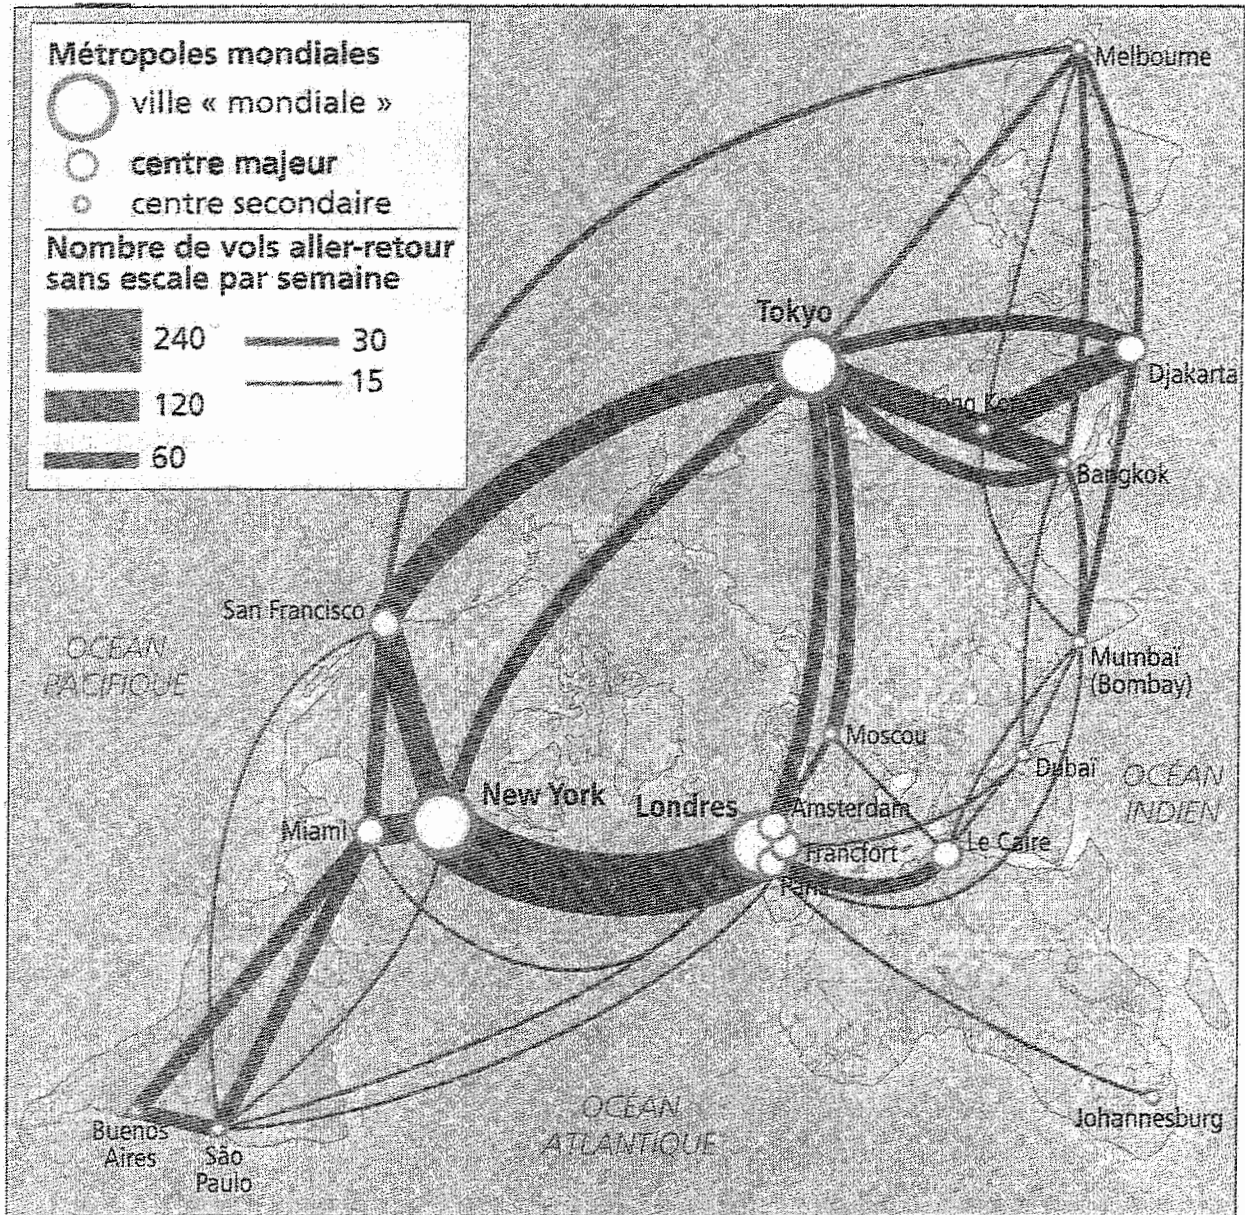 Métropoles mondiales
ville « mondiale »
centre majeur
centre secondaire
Nombre de vols aller-retour
sans escale par semaine
240
30
15
120
60
Melbourne
Tokyo
Djakarta
Bangkok
San Francisco
OCÉAN
PACIFIQUE
Mumbaï
(Bombay)
Moscou
Dubaï
OCÉAN
INDIEN
New York
Londres
Amsterdam
Miami
Francfort
Le Caire
Paris
OCÉAN
ATLANTIQUE
Johannesburg
Buenos
Aires
São
Paulo